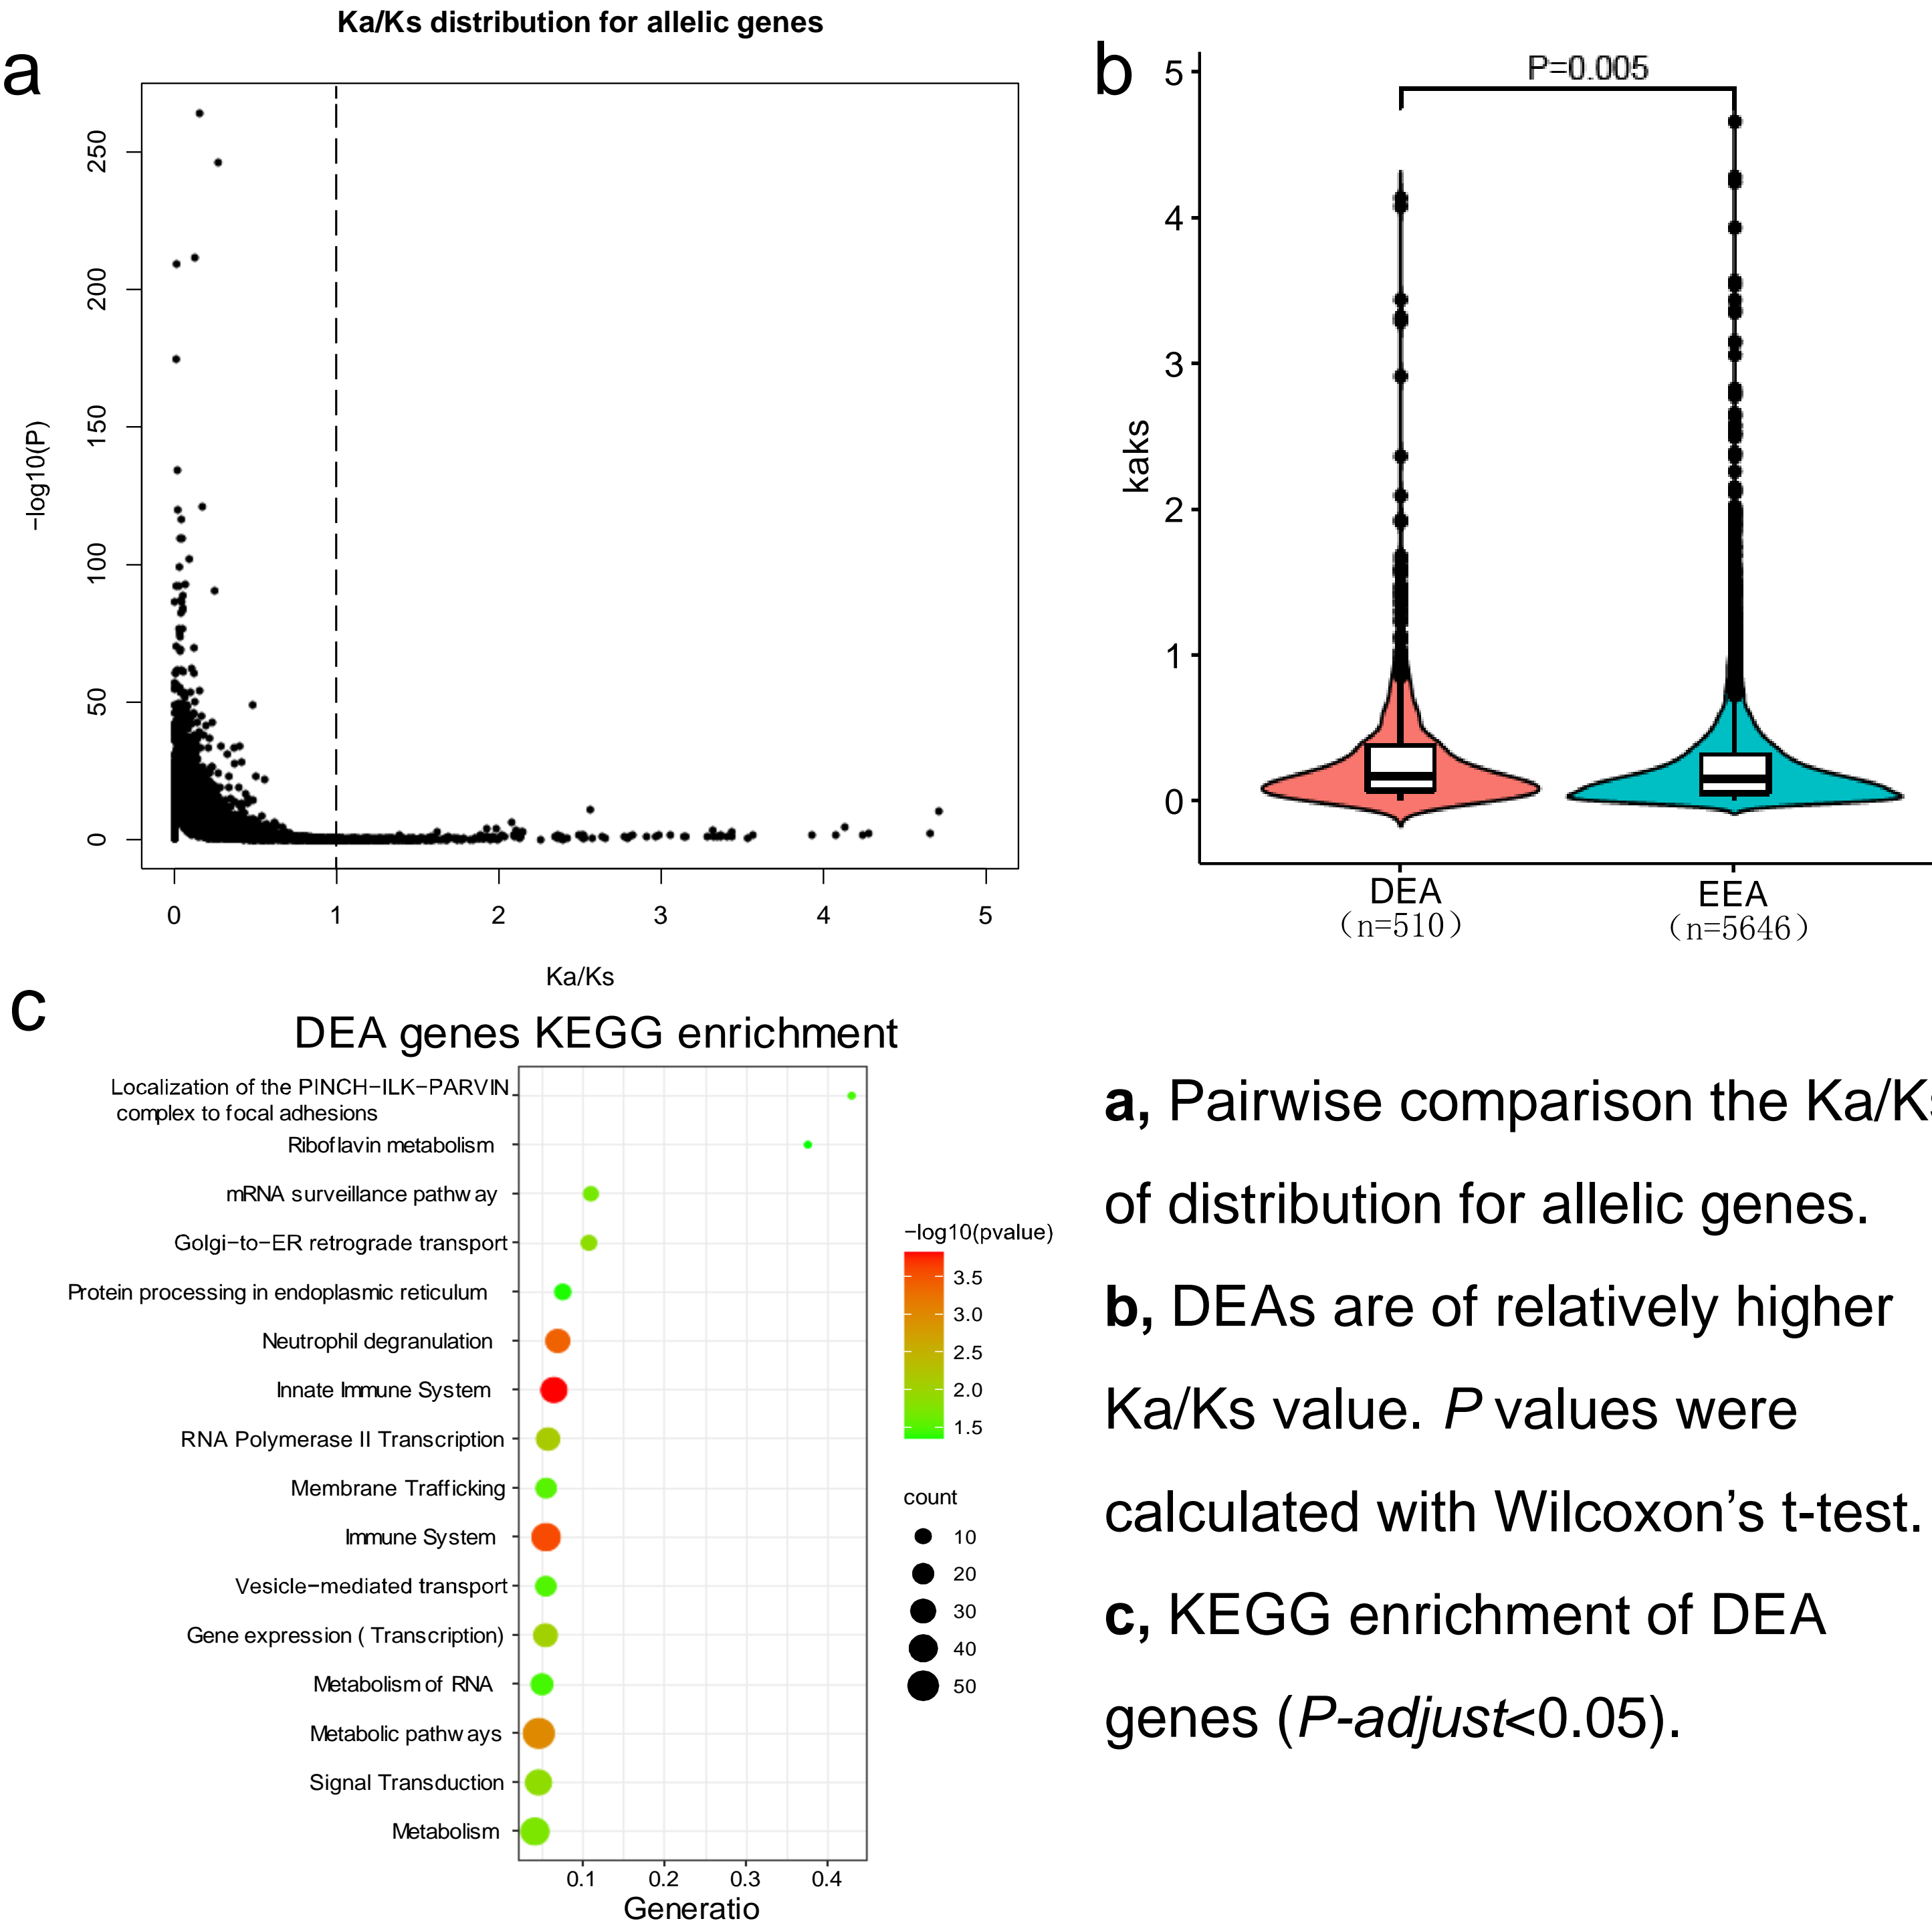 Ka/Ks distribution for allelic genes
a
−log10(P)
250
200
150
100
50
0
0 1 2 3 4 5
Ka/Ks
b
P=0.005
kaks
5
4
3
2
1
0
DEA EEA
(n=510) (n=5646)
c
DEA genes KEGG enrichment
Localization of the PINCH−ILK−PARVIN
complex to focal adhesions
Riboflavin metabolism
mRNA surveillance pathway
Golgi−to−ER retrograde transport
Protein processing in endoplasmic reticulum
Neutrophil degranulation
Innate Immune System
RNA Polymerase II Transcription
Membrane Trafficking
Immune System
Vesicle−mediated transport
Gene expression ( Transcription)
Metabolism of RNA
Metabolic pathways
Signal Transduction
Metabolism
0.1 0.2 0.3 0.4
Generatio
−log10(pvalue)
3.5
3.0
2.5
2.0
1.5
count
10
20
30
40
50
a, Pairwise comparison the Ka/Ks
of distribution for allelic genes.
b, DEAs are of relatively higher
Ka/Ks value. P values were
calculated with Wilcoxon’s t-test.
c, KEGG enrichment of DEA
genes (P-adjust<0.05).